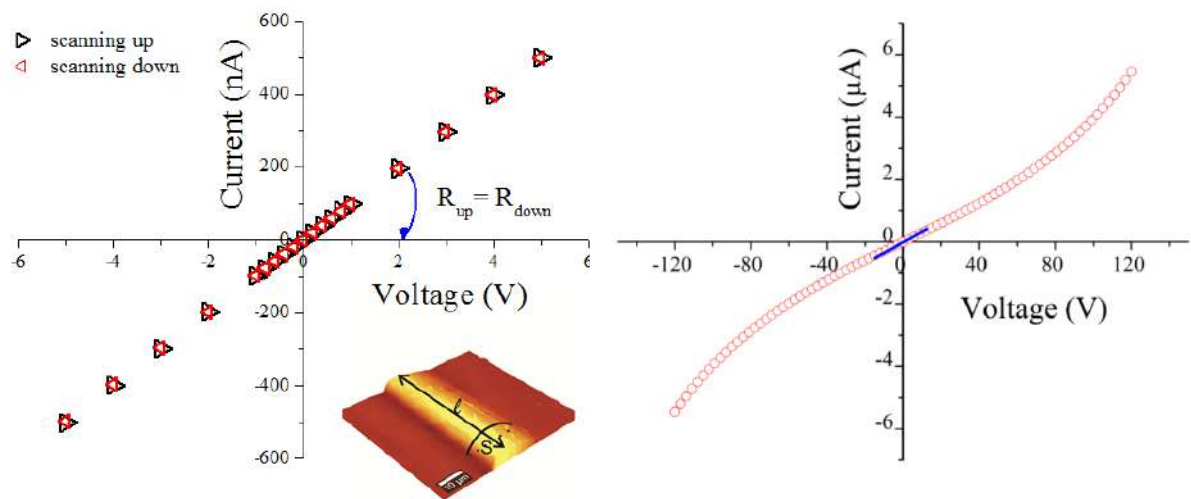 scanning up
scanning down
Current (nA)
600
400
200
0
-200
-400
-600
-6
-4
-2
0
2
4
6
Voltage (V)
R_up = R_down
ℓ
S
10 μm
Current (μA)
6
4
2
0
-2
-4
-6
-120
-80
-40
0
40
80
120
Voltage (V)